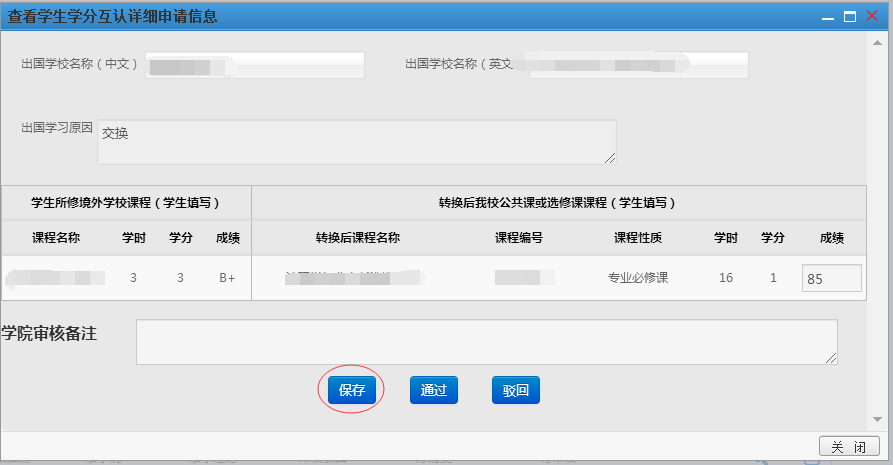 查看学生学分互认详细申请信息
出国学校名称（中文） 出国学校名称（英文
出国学习原因 交换
学生所修境外学校课程（学生填写） 转换后我校公共课或选修课课程（学生填写）
课程名称 学时 学分 成绩 转换后课程名称 课程编号 课程性质 学时 学分 成绩
3 3 B+ 专业必修课 16 1 85
学院审核备注
保存 通过 驳回
关 闭